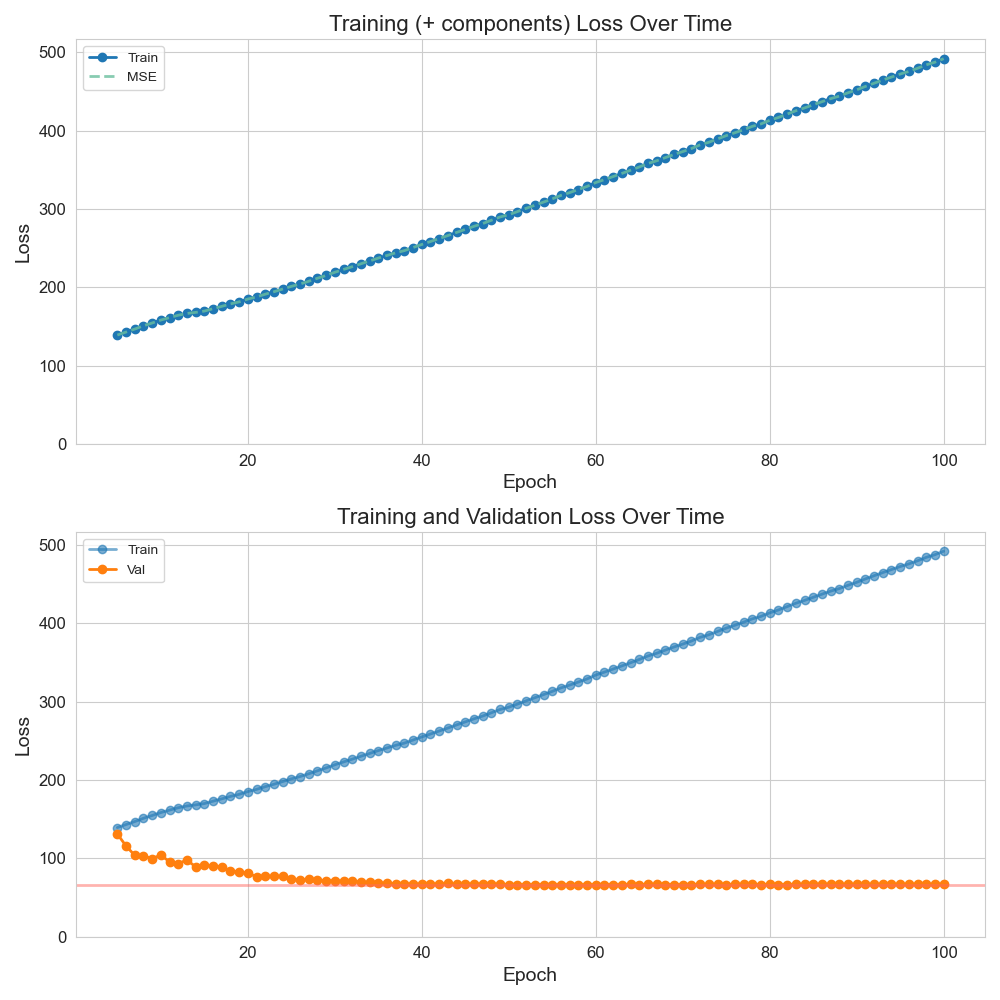 Training (+ components) Loss Over Time
Train
MSE
Loss
500
400
300
200
100
0
20 40 60 80 100
Epoch
Training and Validation Loss Over Time
Train
Val
Loss
500
400
300
200
100
0
20 40 60 80 100
Epoch